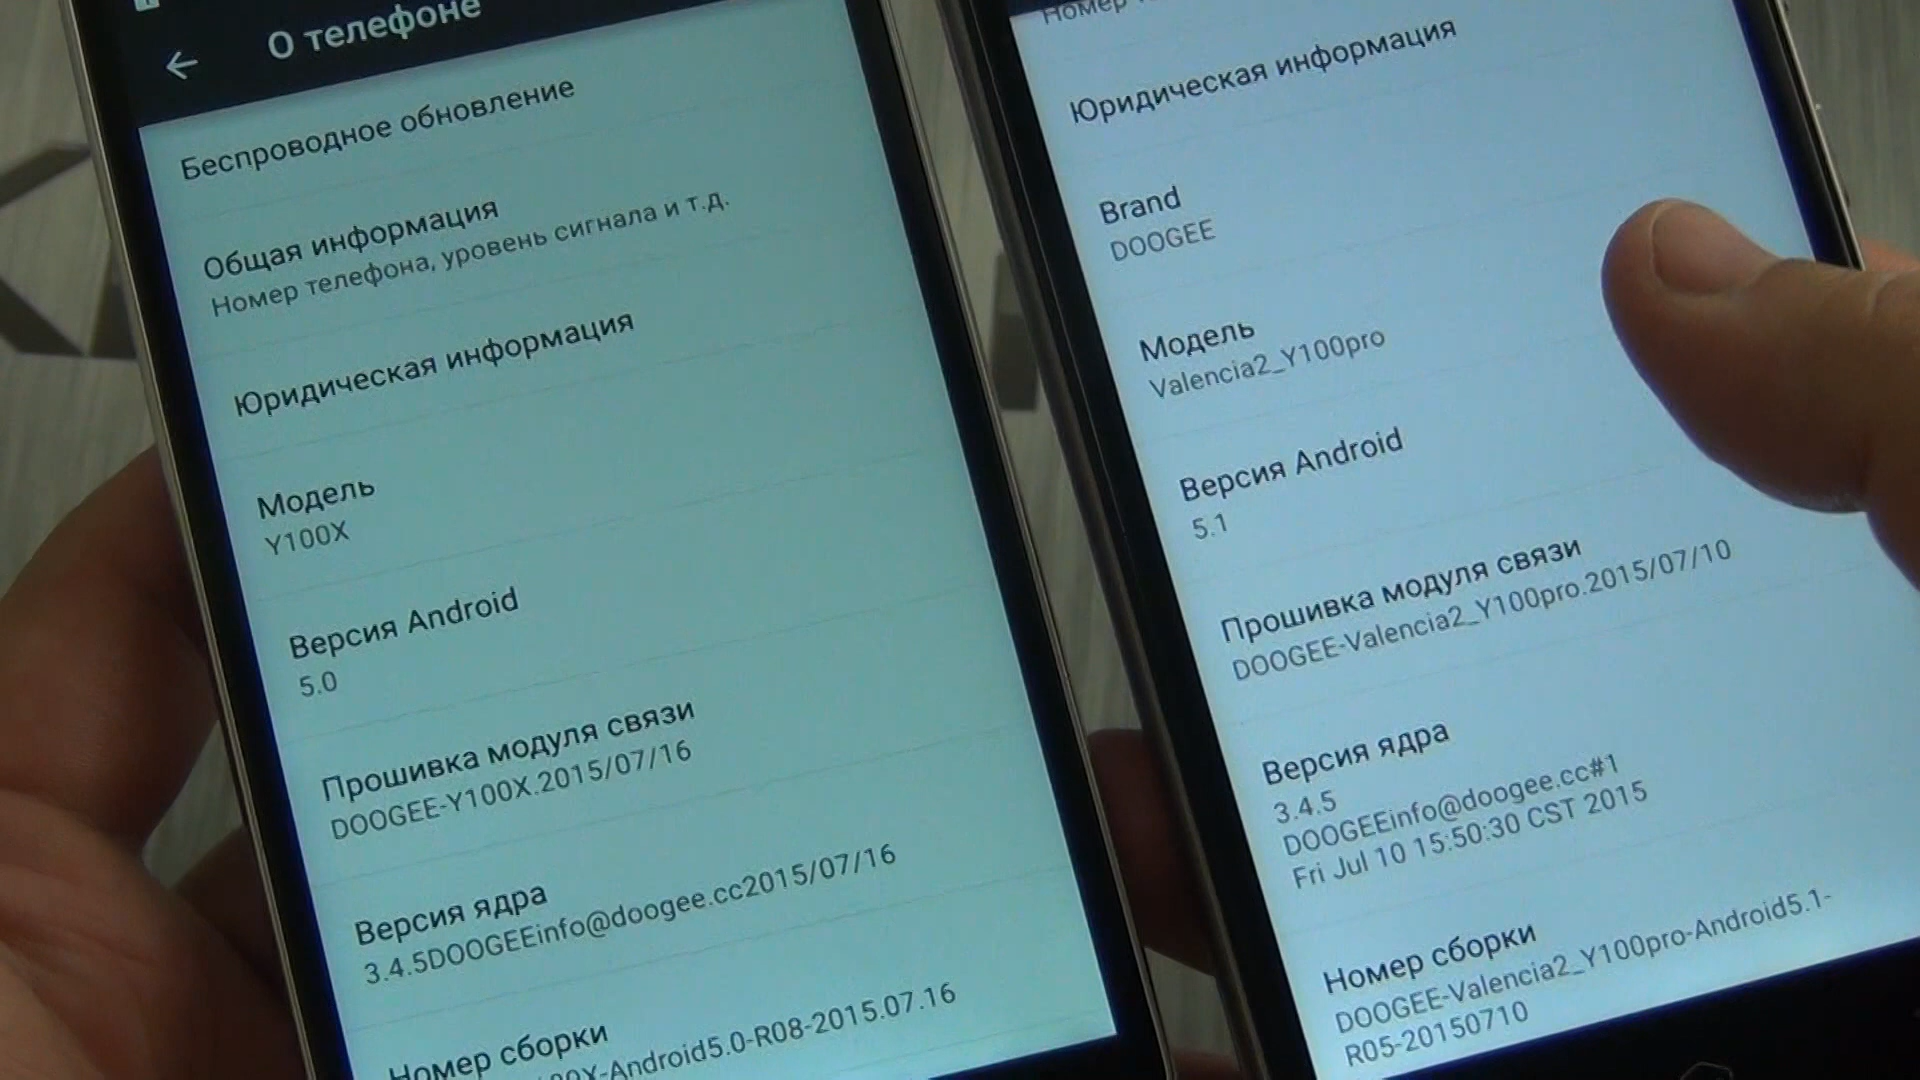 О телефоне
Беспроводное обновление
Общая информация
Номер телефона, уровень сигнала и т.д.
Юридическая информация
Модель
Y100X
Версия Android
5.0
Прошивка модуля связи
DOOGEE-Y100X.2015/07/16
Версия ядра
3.4.5DOOGEEinfo@doogee.cc2015/07/16
Номер сборки
00X-Android5.0-R08-2015.07.16
Номер
Юридическая информация
Brand
DOOGEE
Модель
Valencia2_Y100pro
Версия Android
5.1
Прошивка модуля связи
DOOGEE-Valencia2_Y100pro.2015/07/10
Версия ядра
3.4.5
DOOGEEinfo@doogee.cc#1
Fri Jul 10 15:50:30 CST 2015
Номер сборки
DOOGEE-Valencia2_Y100pro-Android5.1-
R05-20150710